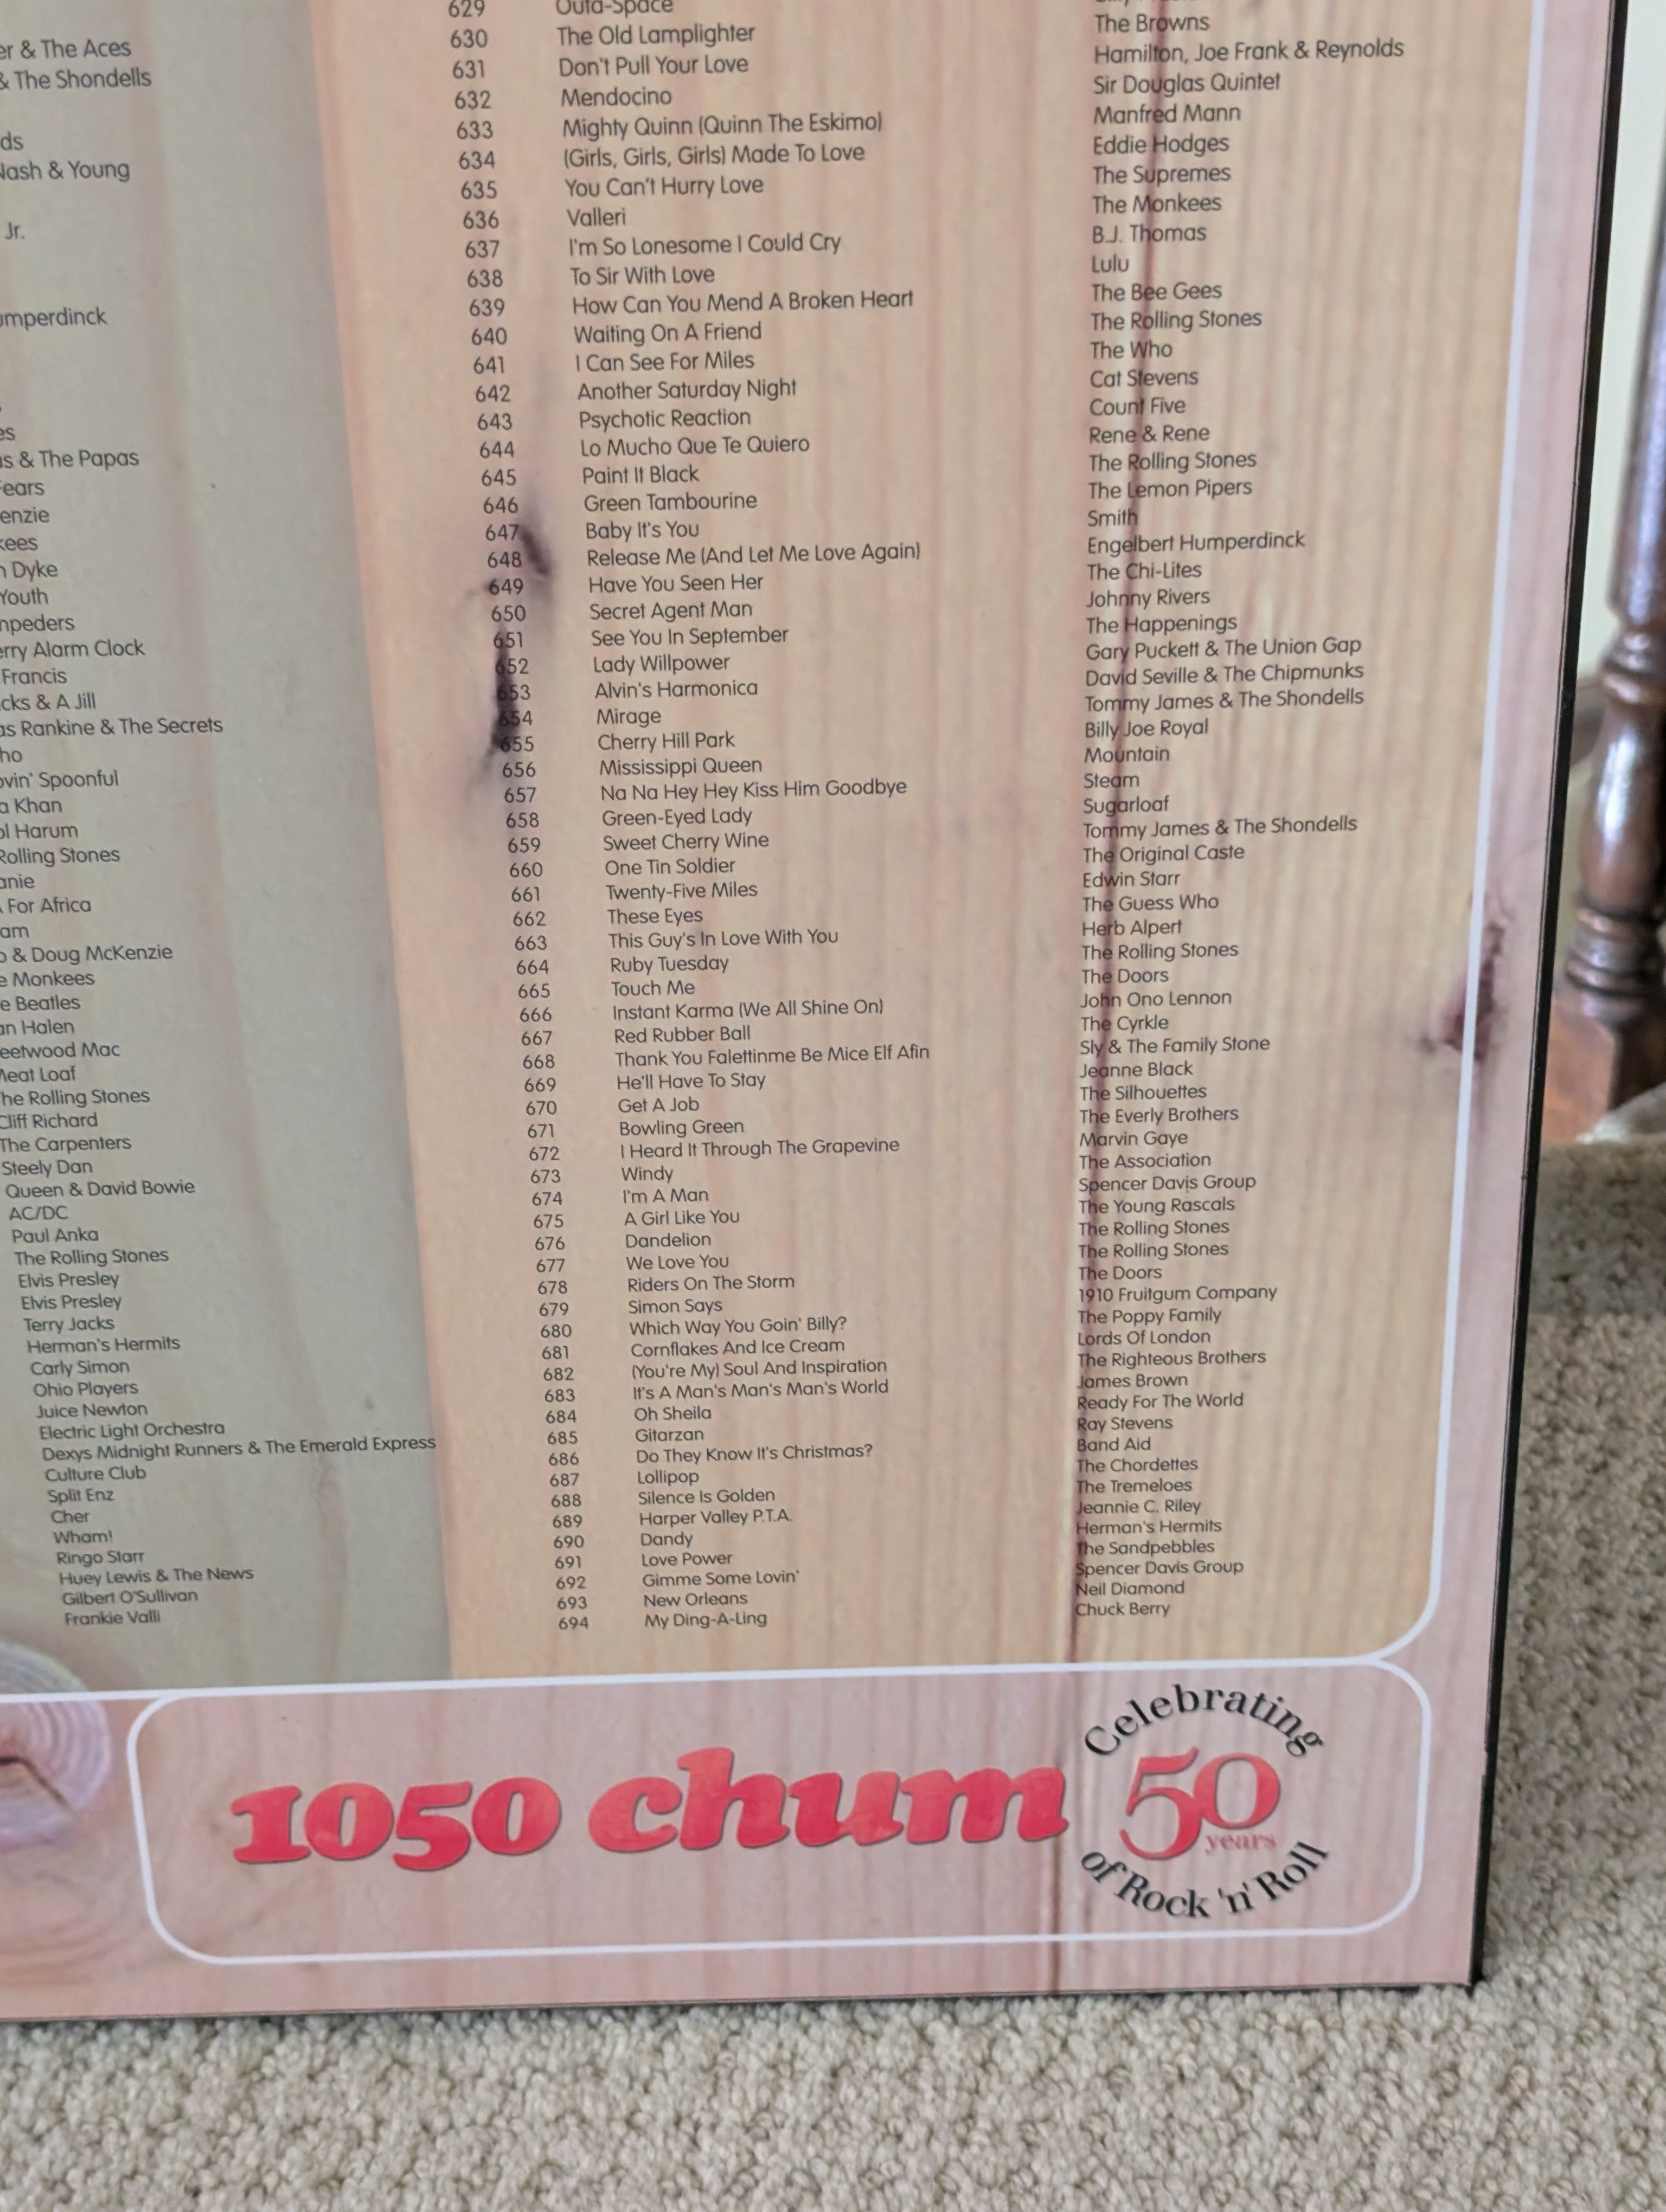 er & The Aces
& The Shondells
ds
Nash & Young
Jr.
umperdinck
es
as & The Papas
Fears
enzie
kees
n Dyke
Youth
mpeders
erry Alarm Clock
Francis
cks & A Jill
as Rankine & The Secrets
ho
ovin' Spoonful
a Khan
ol Harum
Rolling Stones
anie
A For Africa
am
b & Doug McKenzie
e Monkees
e Beatles
an Halen
eetwood Mac
Meat Loaf
The Rolling Stones
Cliff Richard
The Carpenters
Steely Dan
Queen & David Bowie
AC/DC
Paul Anka
The Rolling Stones
Elvis Presley
Elvis Presley
Terry Jacks
Herman's Hermits
Carly Simon
Ohio Players
Juice Newton
Electric Light Orchestra
Dexys Midnight Runners & The Emerald Express
Culture Club
Split Enz
Cher
Wham!
Ringo Starr
Huey Lewis & The News
Gilbert O'Sullivan
Frankie Valli
629 Outa-Space
630 The Old Lamplighter The Browns
631 Don't Pull Your Love Hamilton, Joe Frank & Reynolds
632 Mendocino Sir Douglas Quintet
633 Mighty Quinn (Quinn The Eskimo) Manfred Mann
634 (Girls, Girls, Girls) Made To Love Eddie Hodges
635 You Can't Hurry Love The Supremes
636 Valleri The Monkees
637 I'm So Lonesome I Could Cry B.J. Thomas
638 To Sir With Love Lulu
639 How Can You Mend A Broken Heart The Bee Gees
640 Waiting On A Friend The Rolling Stones
641 I Can See For Miles The Who
642 Another Saturday Night Cat Stevens
643 Psychotic Reaction Count Five
644 Lo Mucho Que Te Quiero Rene & Rene
645 Paint It Black The Rolling Stones
646 Green Tambourine The Lemon Pipers
647 Baby It's You Smith
648 Release Me (And Let Me Love Again) Engelbert Humperdinck
649 Have You Seen Her The Chi-Lites
650 Secret Agent Man Johnny Rivers
651 See You In September The Happenings
652 Lady Willpower Gary Puckett & The Union Gap
653 Alvin's Harmonica David Seville & The Chipmunks
654 Mirage Tommy James & The Shondells
655 Cherry Hill Park Billy Joe Royal
656 Mississippi Queen Mountain
657 Na Na Hey Hey Kiss Him Goodbye Steam
658 Green-Eyed Lady Sugarloaf
659 Sweet Cherry Wine Tommy James & The Shondells
660 One Tin Soldier The Original Caste
661 Twenty-Five Miles Edwin Starr
662 These Eyes The Guess Who
663 This Guy's In Love With You Herb Alpert
664 Ruby Tuesday The Rolling Stones
665 Touch Me The Doors
666 Instant Karma (We All Shine On) John Ono Lennon
667 Red Rubber Ball The Cyrkle
668 Thank You Falettinme Be Mice Elf Afin Sly & The Family Stone
669 He'll Have To Stay Jeanne Black
670 Get A Job The Silhouettes
671 Bowling Green The Everly Brothers
672 I Heard It Through The Grapevine Marvin Gaye
673 Windy The Association
674 I'm A Man Spencer Davis Group
675 A Girl Like You The Young Rascals
676 Dandelion The Rolling Stones
677 We Love You The Rolling Stones
678 Riders On The Storm The Doors
679 Simon Says 1910 Fruitgum Company
680 Which Way You Goin' Billy? The Poppy Family
681 Cornflakes And Ice Cream Lords Of London
682 (You're My) Soul And Inspiration The Righteous Brothers
683 It's A Man's Man's Man's World James Brown
684 Oh Sheila Ready For The World
685 Gitarzan Ray Stevens
686 Do They Know It's Christmas? Band Aid
687 Lollipop The Chordettes
688 Silence Is Golden The Tremeloes
689 Harper Valley P.T.A. Jeannie C. Riley
690 Dandy Herman's Hermits
691 Love Power The Sandpebbles
692 Gimme Some Lovin' Spencer Davis Group
693 New Orleans Neil Diamond
694 My Ding-A-Ling Chuck Berry
1050 chum
Celebrating
50
years
of Rock 'n' Roll